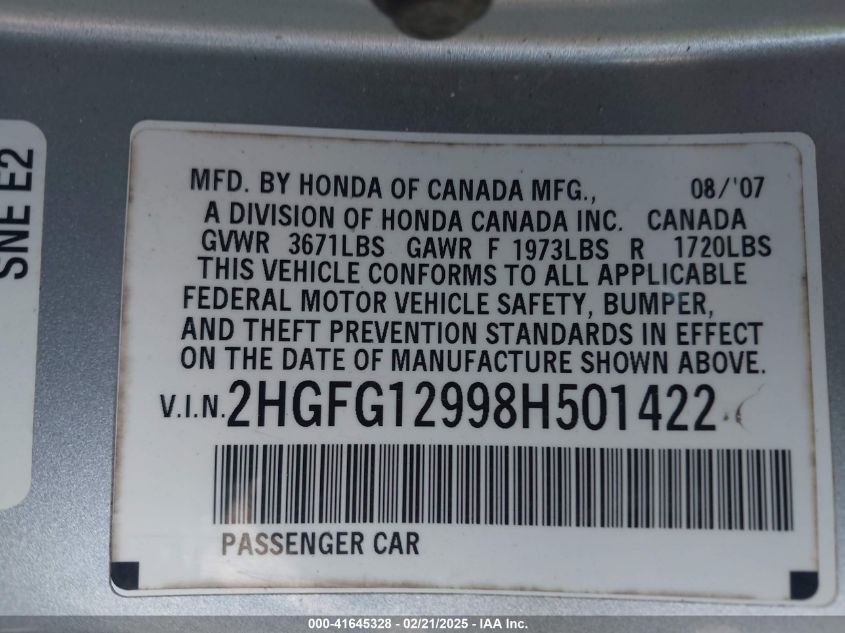 SNE E2
MFD. BY HONDA OF CANADA MFG., 08/'07
A DIVISION OF HONDA CANADA INC. CANADA
GVWR 3671LBS GAWR F 1973LBS R 1720LBS
THIS VEHICLE CONFORMS TO ALL APPLICABLE
FEDERAL MOTOR VEHICLE SAFETY, BUMPER,
AND THEFT PREVENTION STANDARDS IN EFFECT
ON THE DATE OF MANUFACTURE SHOWN ABOVE.
V.I.N. 2HGFG12998H501422
PASSENGER CAR
000-41645328 - 02/21/2025 - IAA Inc.